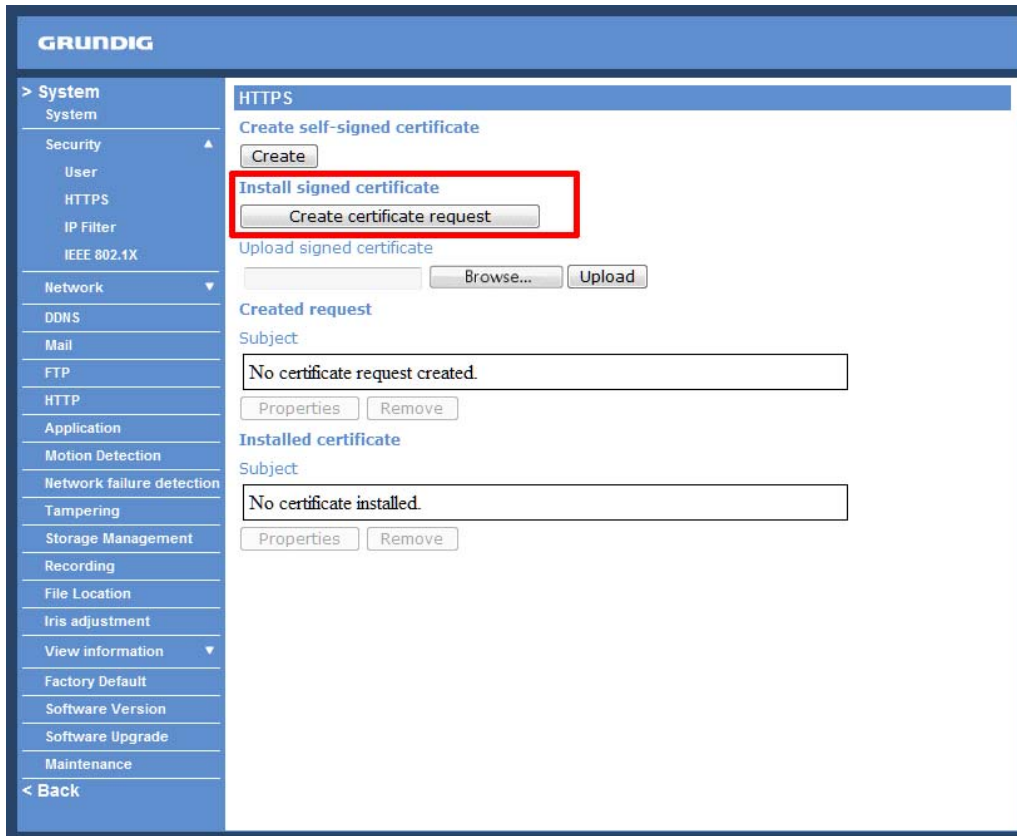 GRUNDIG
> System
System
Security
User
HTTPS
IP Filter
IEEE 802.1X
Network
DDNS
Mail
FTP
HTTP
Application
Motion Detection
Network failure detection
Tampering
Storage Management
Recording
File Location
Iris adjustment
View information
Factory Default
Software Version
Software Upgrade
Maintenance
< Back
HTTPS
Create self-signed certificate
Create
Install signed certificate
Create certificate request
Upload signed certificate
Browse... Upload
Created request
Subject
No certificate request created.
Properties Remove
Installed certificate
Subject
No certificate installed.
Properties Remove